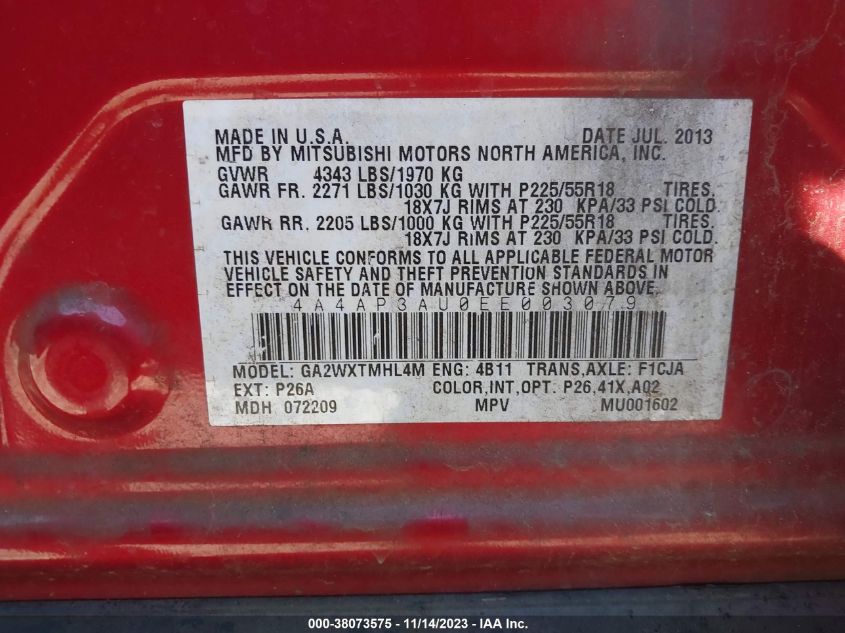 MADE IN U.S.A. DATE JUL. 2013
MFD BY MITSUBISHI MOTORS NORTH AMERICA, INC.
GVWR 4343 LBS/1970 KG
GAWR FR. 2271 LBS/1030 KG WITH P225/55R18 TIRES.
18X7J RIMS AT 230 KPA/33 PSI COLD.
GAWR RR. 2205 LBS/1000 KG WITH P225/55R18 TIRES.
18X7J RIMS AT 230 KPA/33 PSI COLD.
THIS VEHICLE CONFORMS TO ALL APPLICABLE FEDERAL MOTOR
VEHICLE SAFETY AND THEFT PREVENTION STANDARDS IN
EFFECT ON THE DATE OF MANUFACTURE SHOWN ABOVE.
4A4AP3AU0EE003079
MODEL: GA2WXTMHL4M ENG: 4B11 TRANS,AXLE: F1CJA
EXT: P26A COLOR,INT,OPT. P26,41X,A02
MDH 072209 MPV MU001602
000-38073575 - 11/14/2023 - IAAI.com